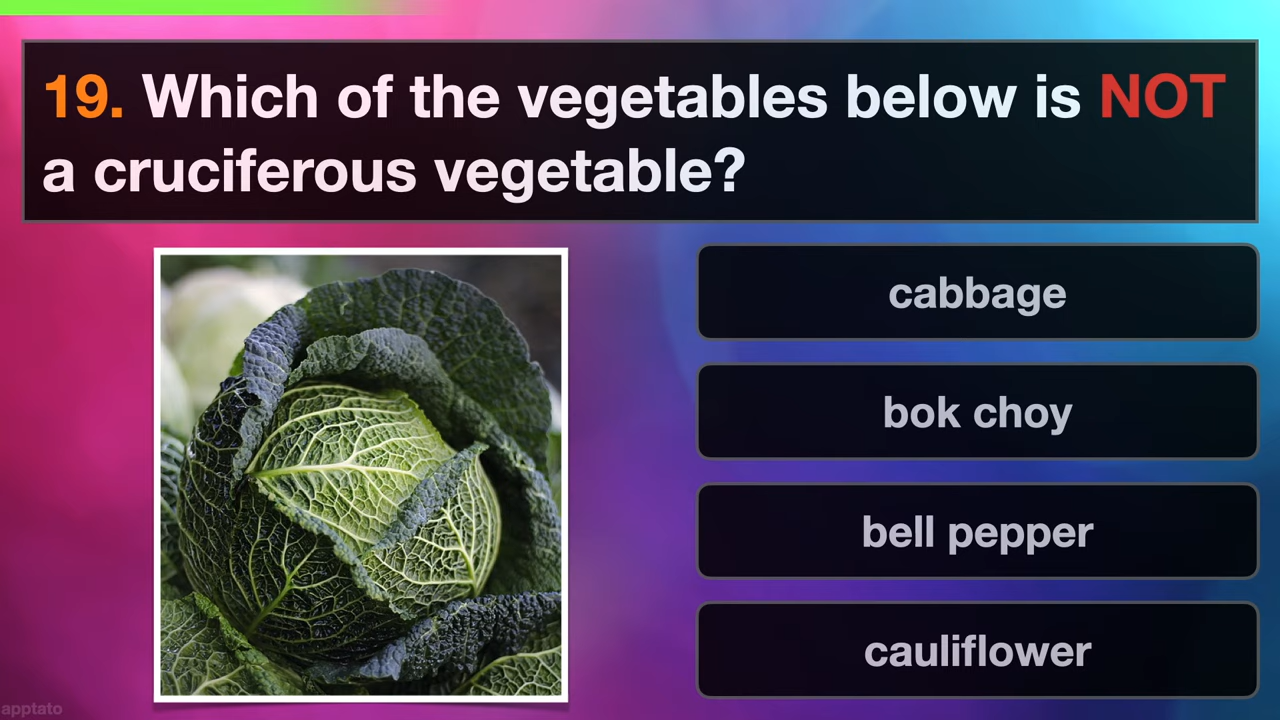 19. Which of the vegetables below is NOT
a cruciferous vegetable?
cabbage
bok choy
bell pepper
cauliflower
apptato